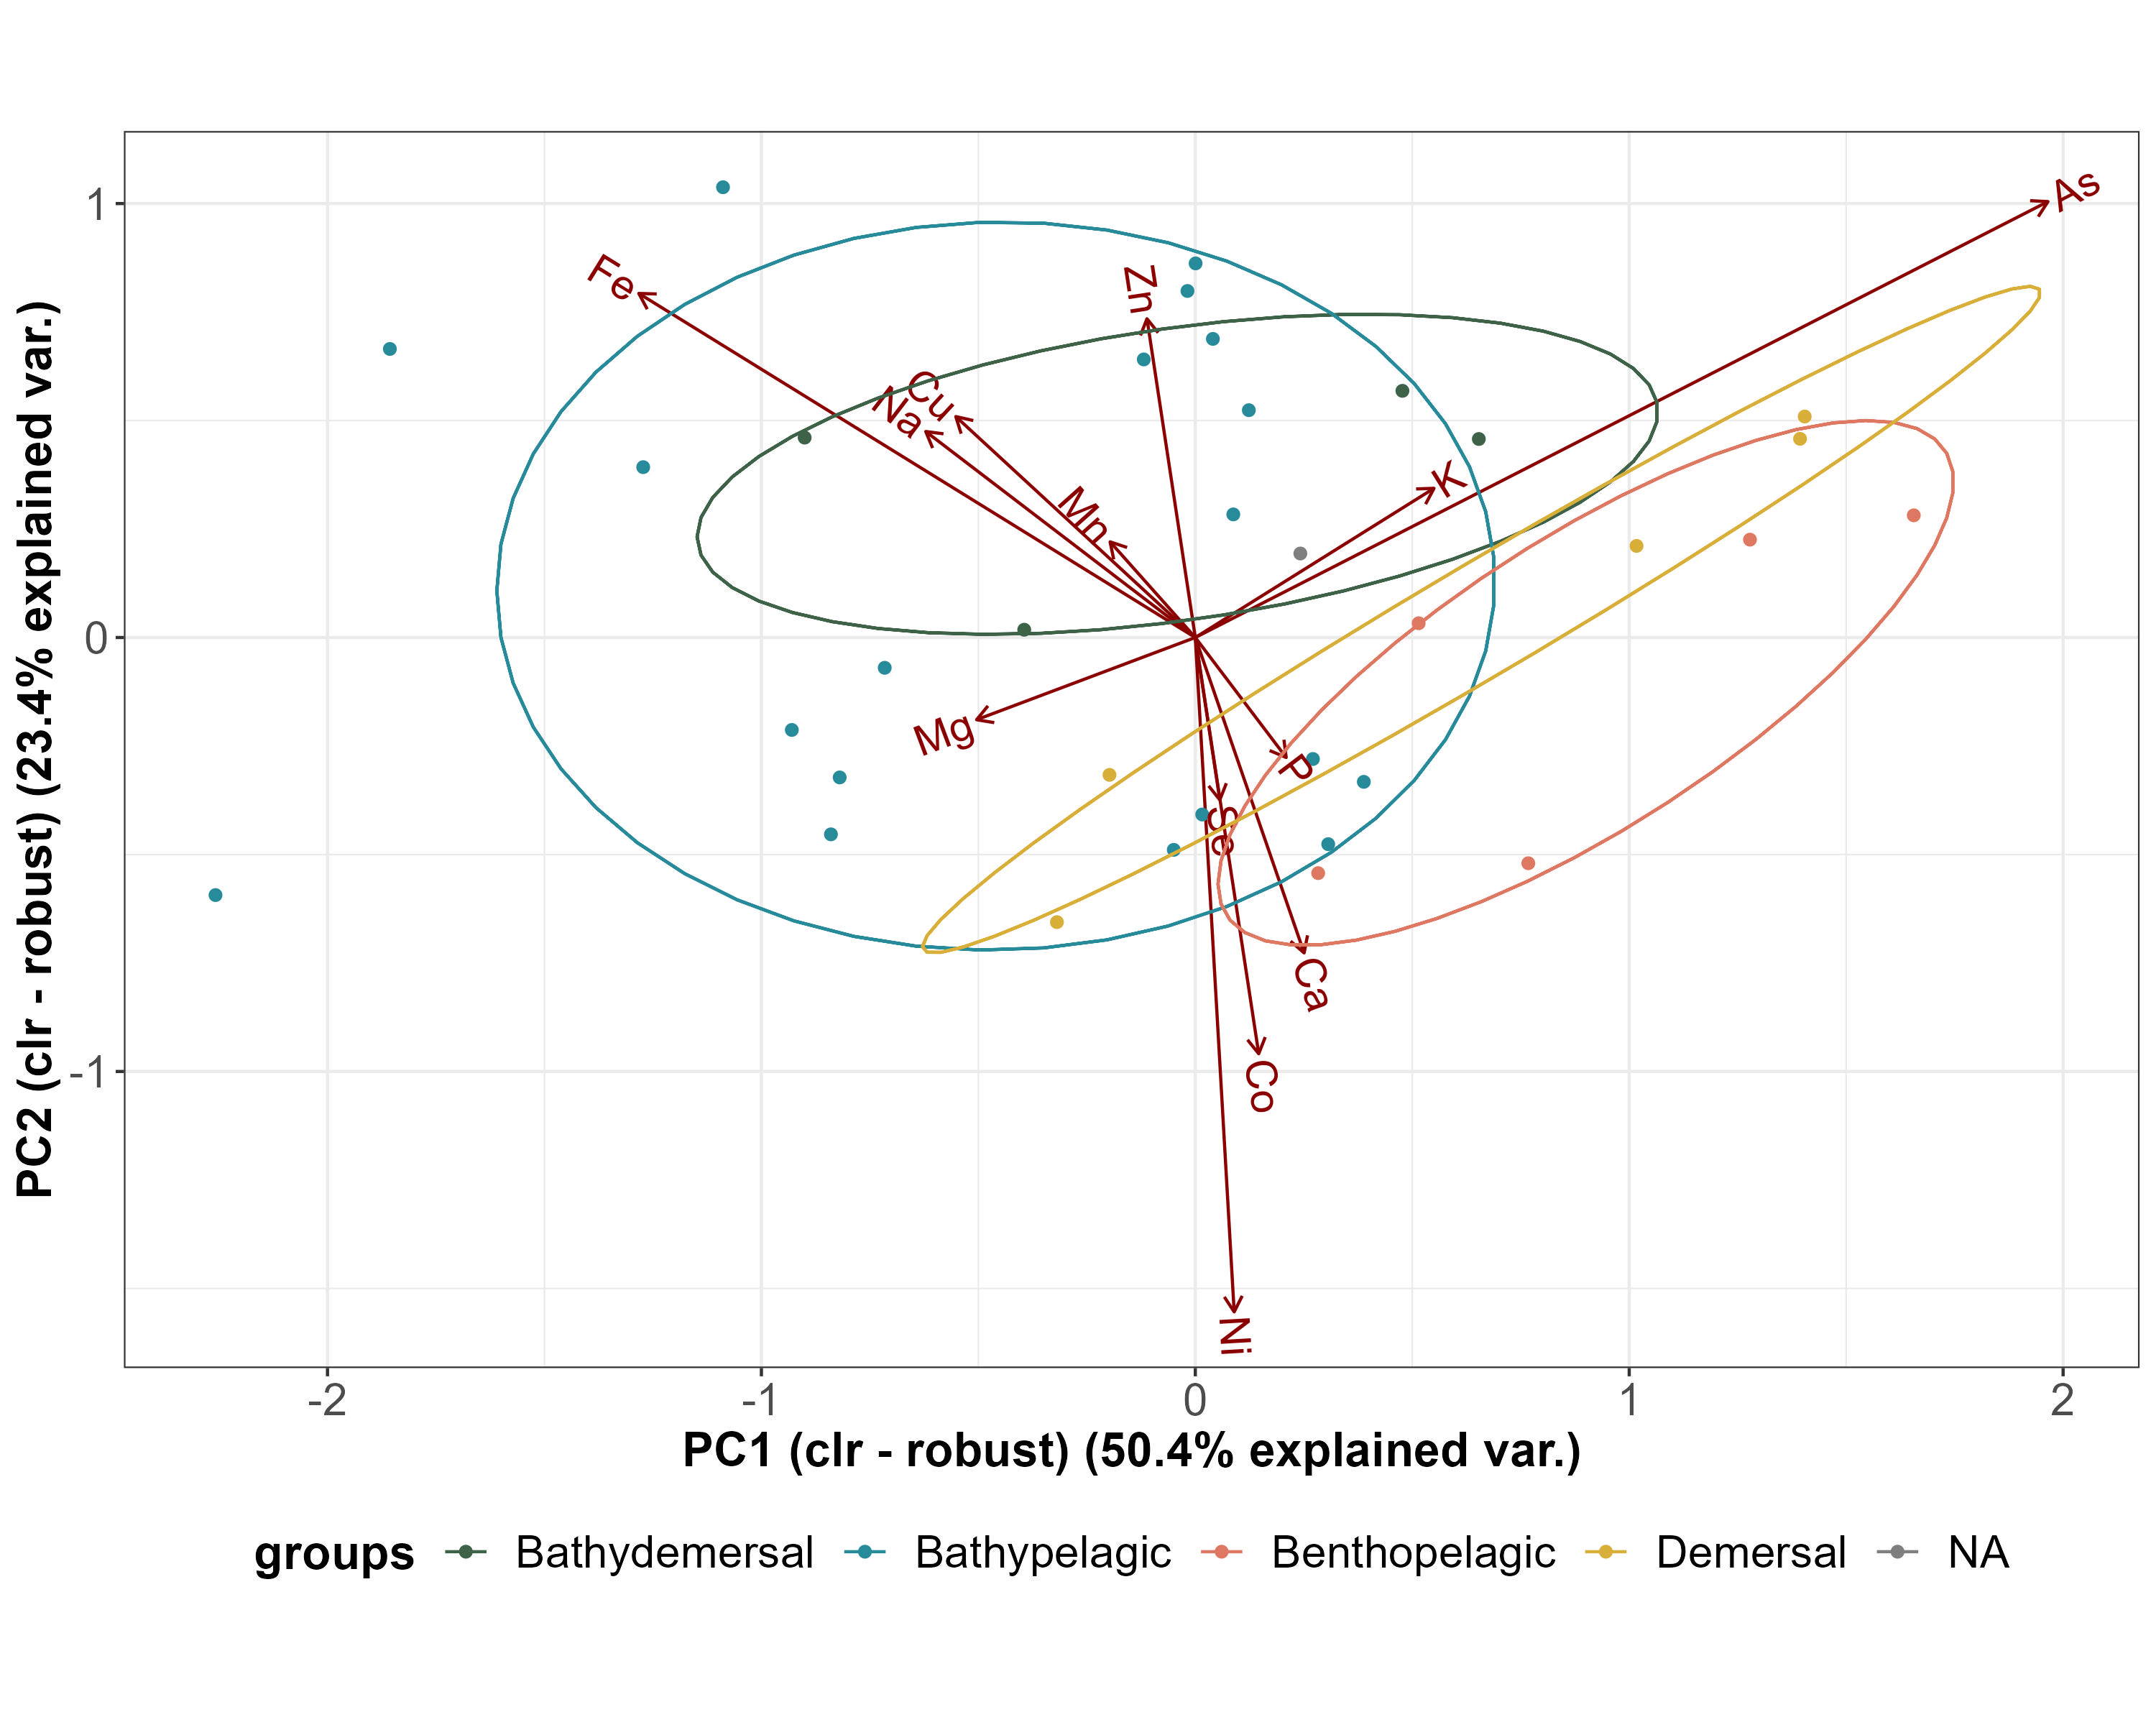 PC2 (clr - robust) (23.4% explained var.)
1
0
-1
As
Fe
Zn
Cu
Na
K
Mn
Mg
P
Se
Ca
Co
Ni
-2
-1
0
1
2
PC1 (clr - robust) (50.4% explained var.)
groups Bathydemersal Bathypelagic Benthopelagic Demersal NA